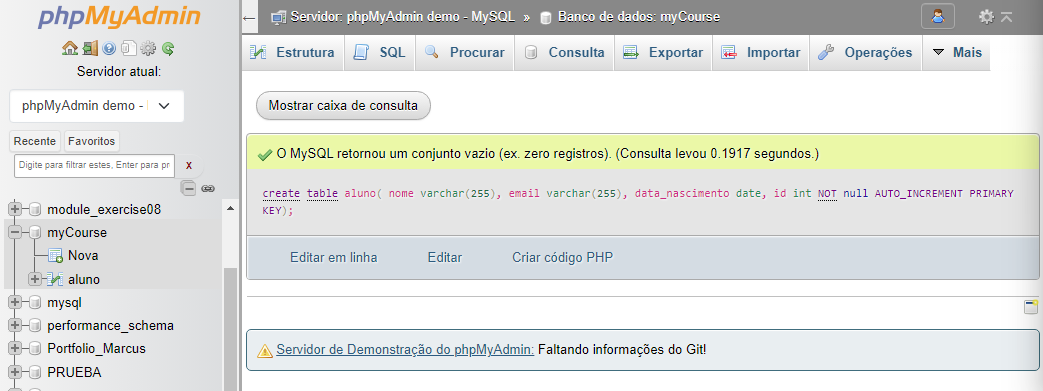 phpMyAdmin
Servidor atual:
phpMyAdmin demo -
Recente Favoritos
Digite para filtrar estes, Enter para pr X
module_exercise08
myCourse
Nova
aluno
mysql
performance_schema
Portfolio_Marcus
PRUEBA
Servidor: phpMyAdmin demo - MySQL » Banco de dados: myCourse
Estrutura SQL Procurar Consulta Exportar Importar Operações Mais
Mostrar caixa de consulta
O MySQL retornou um conjunto vazio (ex. zero registros). (Consulta levou 0.1917 segundos.)
create table aluno( nome varchar(255), email varchar(255), data_nascimento date, id int NOT null AUTO_INCREMENT PRIMARY
KEY);
Editar em linha Editar Criar código PHP
Servidor de Demonstração do phpMyAdmin: Faltando informações do Git!